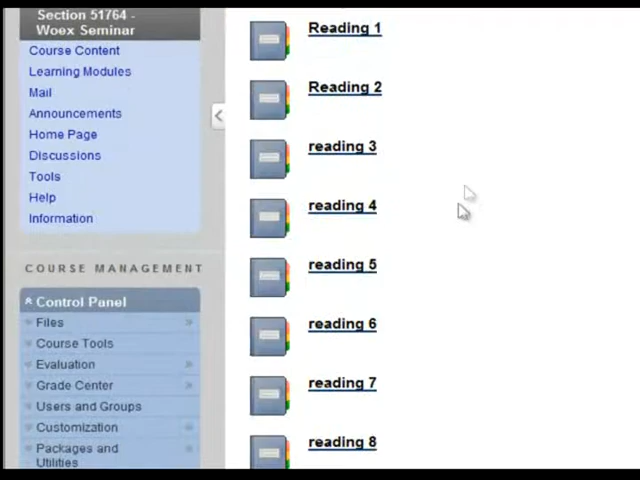 Section 51764 -
Woex Seminar
Course Content
Learning Modules
Mail
Announcements
Home Page
Discussions
Tools
Help
Information
COURSE MANAGEMENT
Control Panel
Files
Course Tools
Evaluation
Grade Center
Users and Groups
Customization
Packages and
Utilities
Reading 1
Reading 2
reading 3
reading 4
reading 5
reading 6
reading 7
reading 8